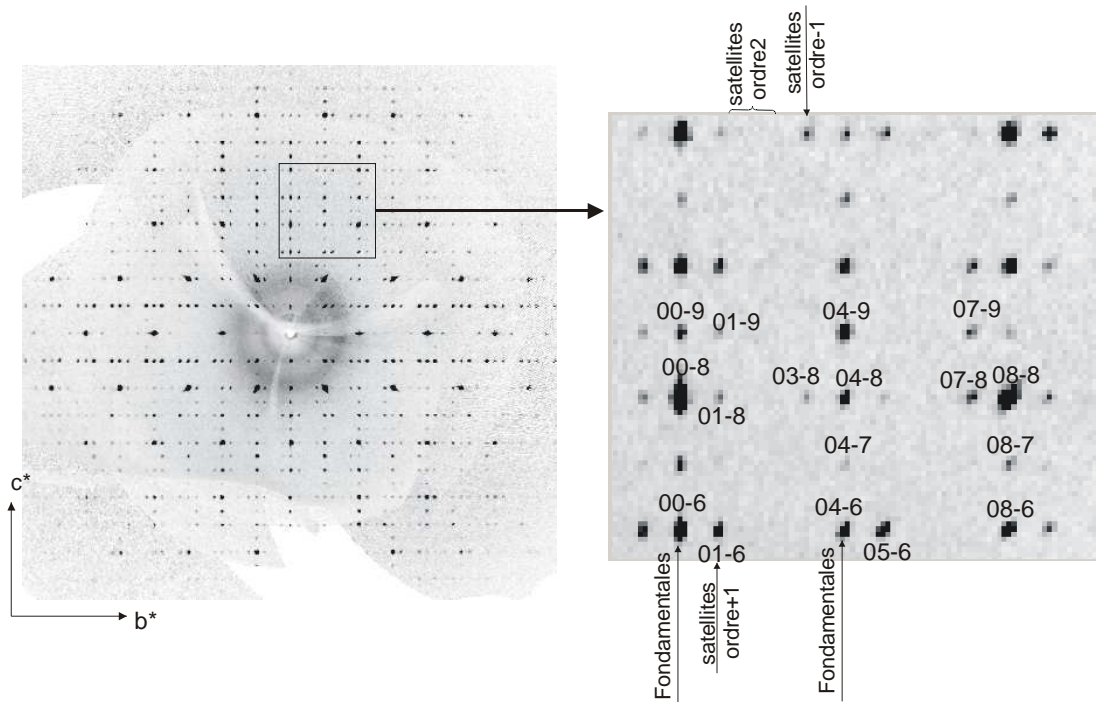 satellites
ordre2
satellites
ordre-1
00-9
01-9
04-9
07-9
00-8
01-8
03-8
04-8
07-8
08-8
04-7
08-7
00-6
01-6
04-6
05-6
08-6
c*
b*
Fondamentales
satellites
ordre+1
Fondamentales